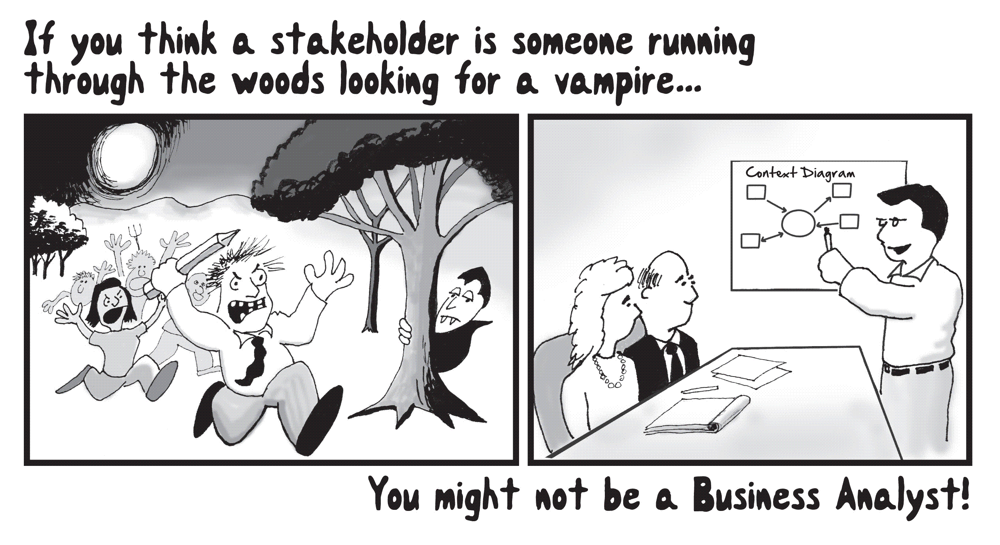 If you think a stakeholder is someone running
through the woods looking for a vampire...
Context Diagram
You might not be a Business Analyst!